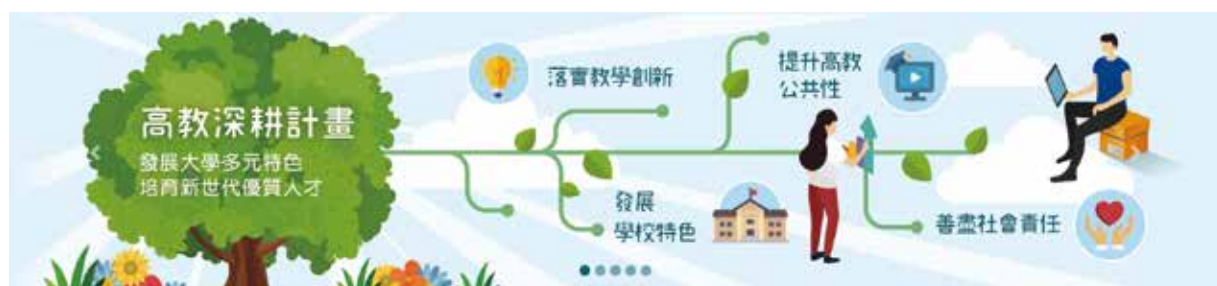 高教深耕計畫
發展大學多元特色
培育新世代優質人才
落實教學創新
提升高教
公共性
發展
學校特色
善盡社會責任